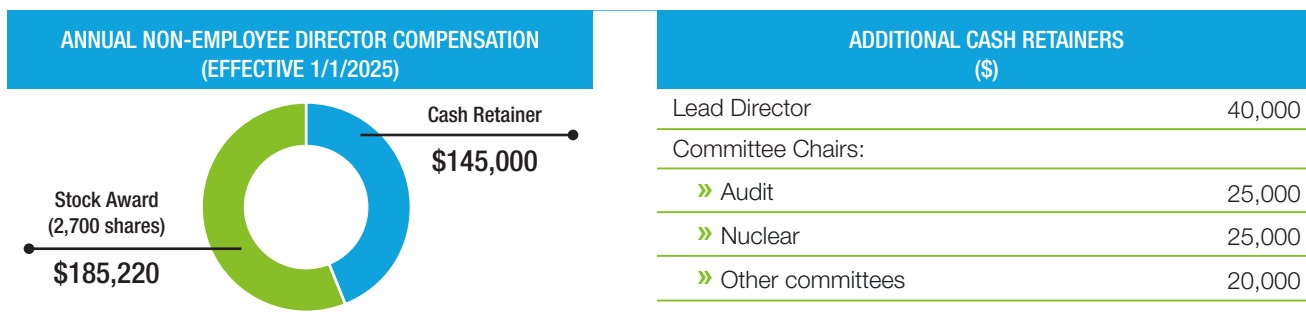 ANNUAL NON-EMPLOYEE DIRECTOR COMPENSATION
(EFFECTIVE 1/1/2025)
Cash Retainer
$145,000
Stock Award
(2,700 shares)
$185,220
ADDITIONAL CASH RETAINERS
($)
Lead Director 40,000
Committee Chairs:
» Audit 25,000
» Nuclear 25,000
» Other committees 20,000